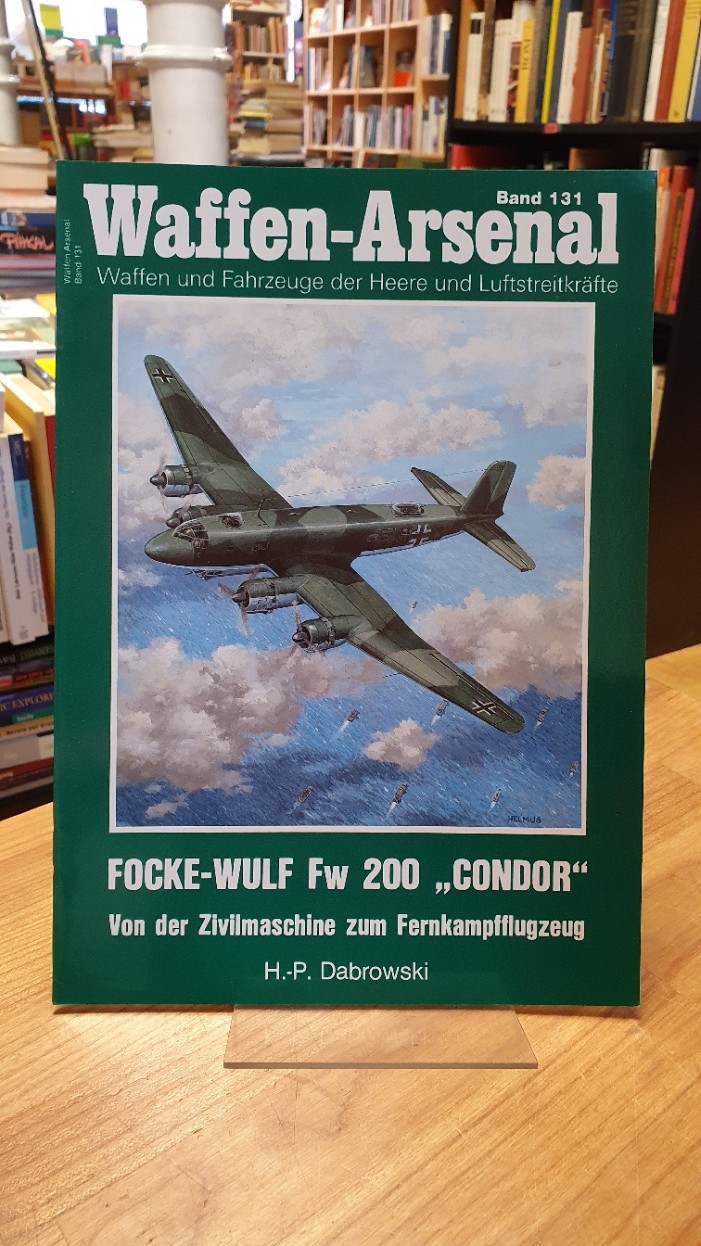 Band 131
Waffen-Arsenal
Waffen und Fahrzeuge der Heere und Luftstreitkräfte
Waffen-Arsenal
Band 131
HELMUS
FOCKE-WULF Fw 200 „CONDOR“
Von der Zivilmaschine zum Fernkampfflugzeug
H.-P. Dabrowski